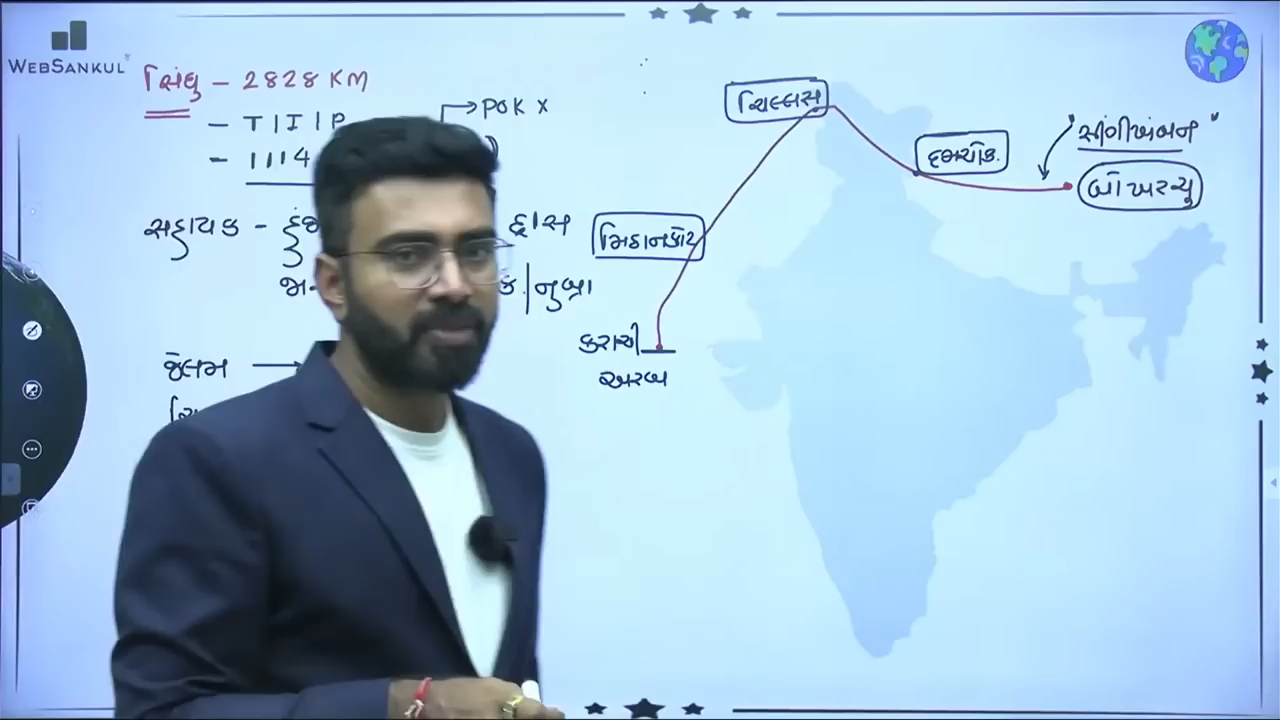 WEBSANKUL
સિંધુ - 2828 KM
- T | I | P
→ POK x
- 1114
સહાયક -
દ્રાસ
નુબ્રા
જેલમ →
ચિલ્લાસ
દમચોક
"સીંગીખંબન"
બોખરચૂ
મિઠાનકોટ
કરાચી
અરબ